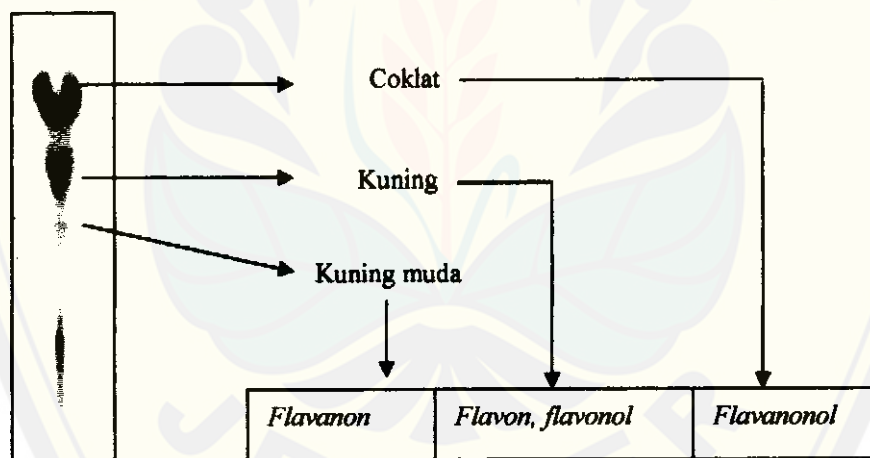 Coklat
Kuning
Kuning muda
Flavanon
Flavon, flavonol
Flavanonol